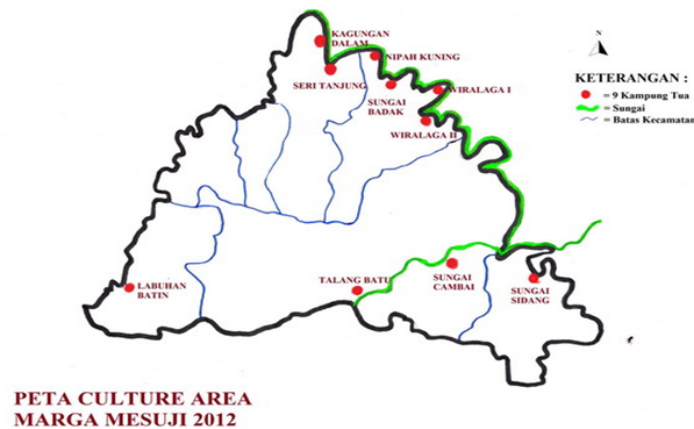 KAGUNGAN
DALAM
NIPAH KUNING
SERI TANJUNG
SUNGAI
BADAK
WIRALAGA I
WIRALAGA II
N
KETERANGAN :
= 9 Kampung Tua
= Sungai
= Batas Kecamatan
LABUHAN
BATIN
TALANG BATU
SUNGAI
CAMBAI
SUNGAI
SIDANG
PETA CULTURE AREA
MARGA MESUJI 2012